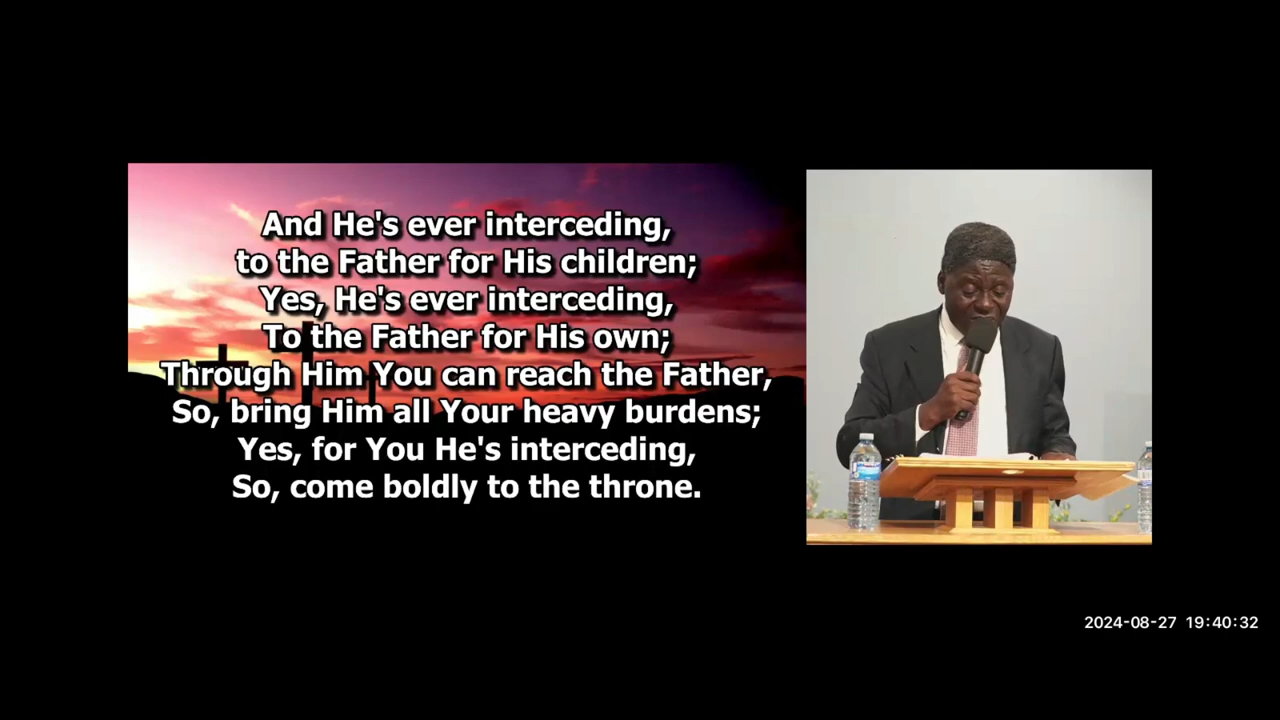 And He's ever interceding,
to the Father for His children;
Yes, He's ever interceding,
To the Father for His own;
Through Him You can reach the Father,
So, bring Him all Your heavy burdens;
Yes, for You He's interceding,
So, come boldly to the throne.
2024-08-27 19:40:32